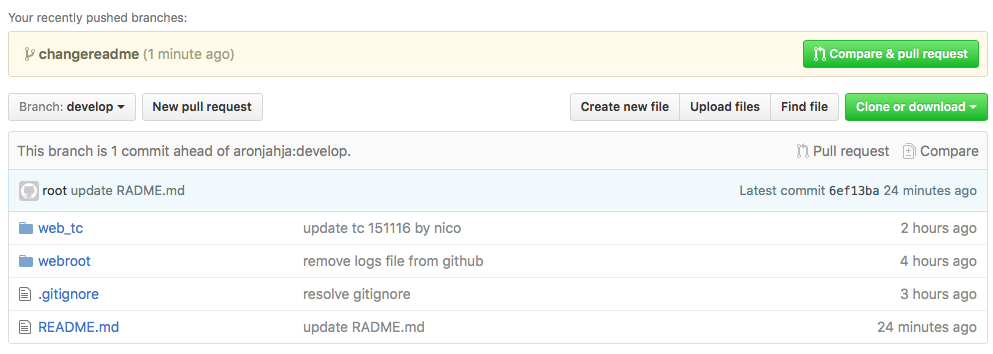 Your recently pushed branches:
changereadme (1 minute ago) Compare & pull request
Branch: develop New pull request Create new file Upload files Find file Clone or download
This branch is 1 commit ahead of aronjahja:develop. Pull request Compare
root update RADME.md Latest commit 6ef13ba 24 minutes ago
web_tc update tc 151116 by nico 2 hours ago
webroot remove logs file from github 4 hours ago
.gitignore resolve gitignore 3 hours ago
README.md update RADME.md 24 minutes ago